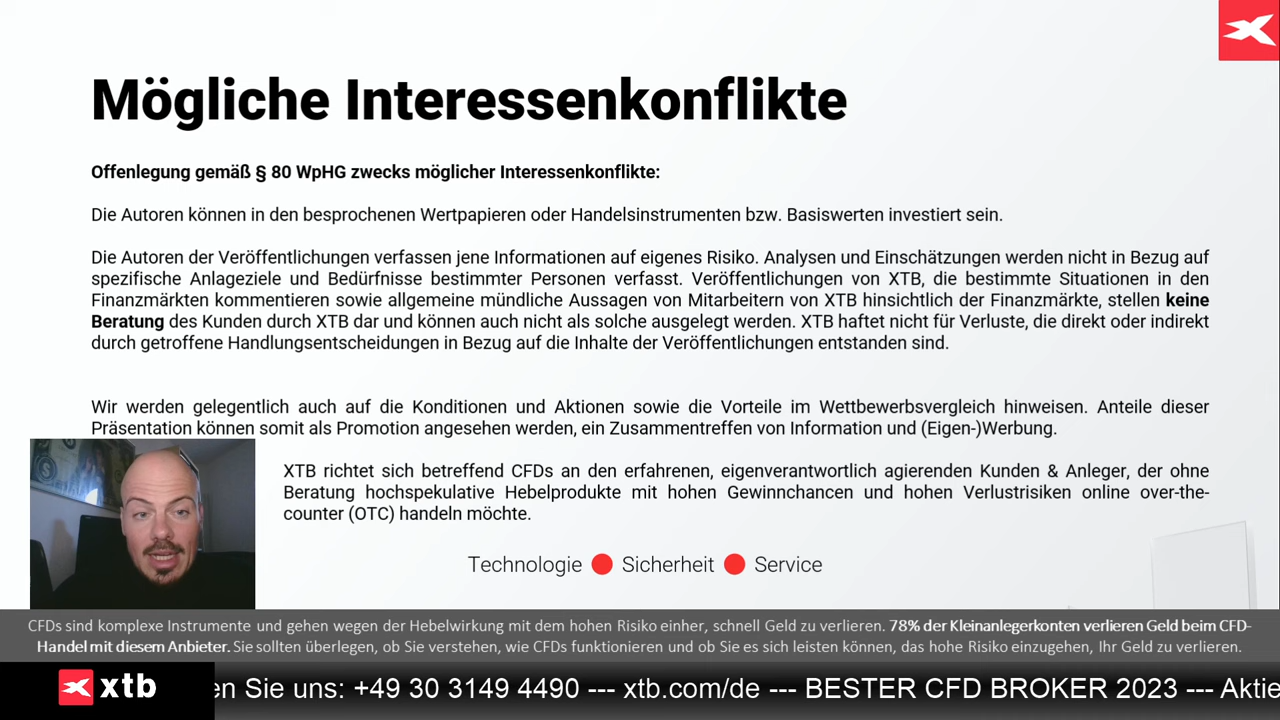 Mögliche Interessenkonflikte
Offenlegung gemäß § 80 WpHG zwecks möglicher Interessenkonflikte:
Die Autoren können in den besprochenen Wertpapieren oder Handelsinstrumenten bzw. Basiswerten investiert sein.
Die Autoren der Veröffentlichungen verfassen jene Informationen auf eigenes Risiko. Analysen und Einschätzungen werden nicht in Bezug auf
spezifische Anlageziele und Bedürfnisse bestimmter Personen verfasst. Veröffentlichungen von XTB, die bestimmte Situationen in den
Finanzmärkten kommentieren sowie allgemeine mündliche Aussagen von Mitarbeitern von XTB hinsichtlich der Finanzmärkte, stellen keine
Beratung des Kunden durch XTB dar und können auch nicht als solche ausgelegt werden. XTB haftet nicht für Verluste, die direkt oder indirekt
durch getroffene Handlungsentscheidungen in Bezug auf die Inhalte der Veröffentlichungen entstanden sind.
Wir werden gelegentlich auch auf die Konditionen und Aktionen sowie die Vorteile im Wettbewerbsvergleich hinweisen. Anteile dieser
Präsentation können somit als Promotion angesehen werden, ein Zusammentreffen von Information und (Eigen-)Werbung.
XTB richtet sich betreffend CFDs an den erfahrenen, eigenverantwortlich agierenden Kunden & Anleger, der ohne
Beratung hochspekulative Hebelprodukte mit hohen Gewinnchancen und hohen Verlustrisiken online over-the-
counter (OTC) handeln möchte.
Technologie Sicherheit Service
CFDs sind komplexe Instrumente und gehen wegen der Hebelwirkung mit dem hohen Risiko einher, schnell Geld zu verlieren. 78% der Kleinanlegerkonten verlieren Geld beim CFD-
Handel mit diesem Anbieter. Sie sollten überlegen, ob Sie verstehen, wie CFDs funktionieren und ob Sie es sich leisten können, das hohe Risiko einzugehen, Ihr Geld zu verlieren.
xtb en Sie uns: +49 30 3149 4490 --- xtb.com/de --- BESTER CFD BROKER 2023 --- Aktie